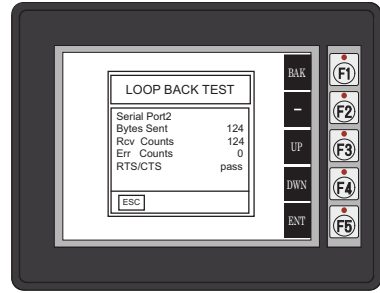 LOOP BACK TEST
Serial Port2
Bytes Sent 124
Rcv Counts 124
Err Counts 0
RTS/CTS pass
ESC
BAK
–
UP
DWN
ENT
F1
F2
F3
F4
F5